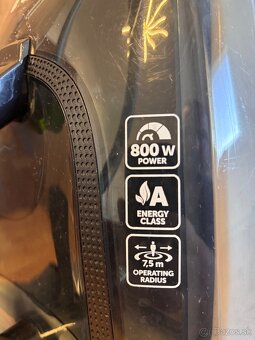 800 W
POWER
A
ENERGY
CLASS
7,5 m
OPERATING
RADIUS